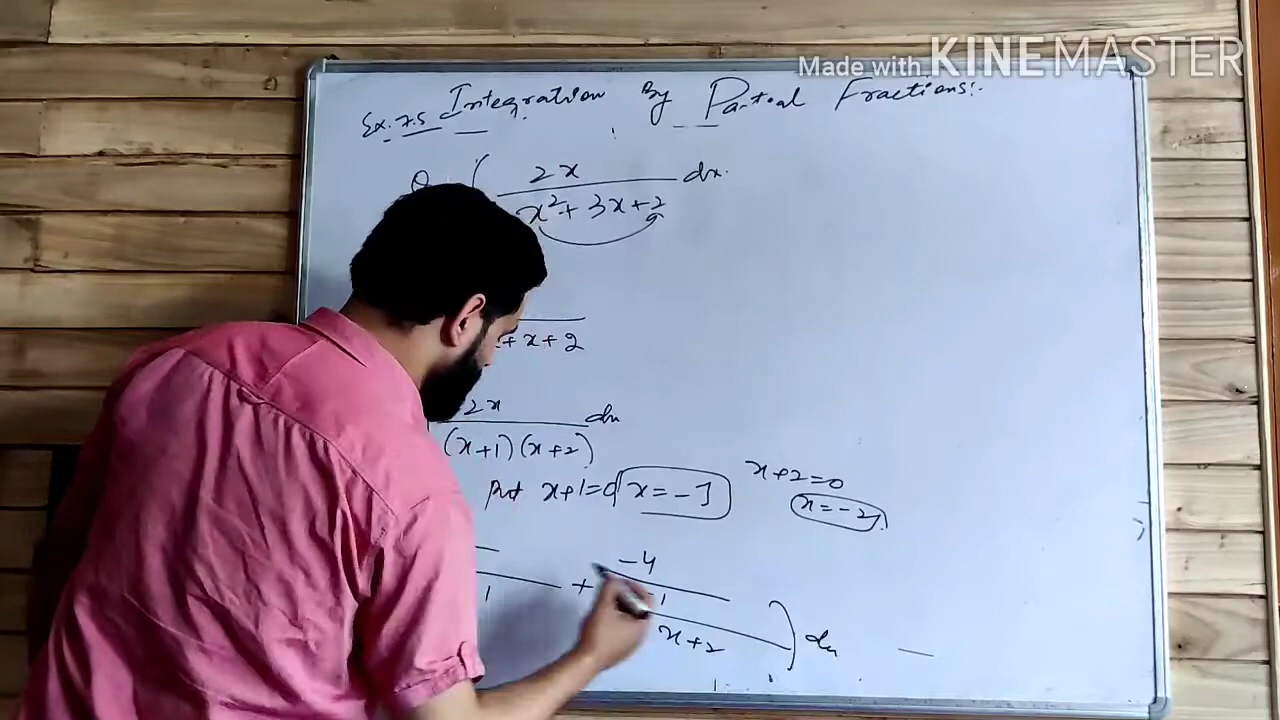 Made with KINEMASTER
Ex. 7.5 Integration By Partial Fractions:.
Q ∫ 2x / x² + 3x + 2 dx.
+ x + 2
2x / (x+1)(x+2) dx
Put x+1=0 x = -1
x+2=0
x = -2
1 + -4 / x+2 ) dx